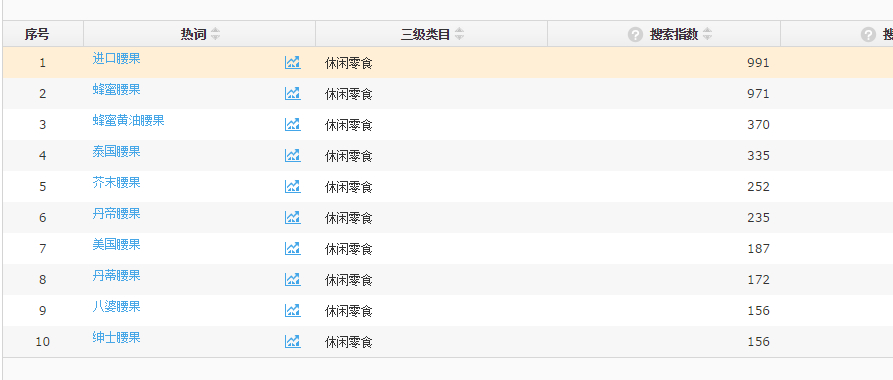 序号 热词 三级类目 ? 搜索指数 ?
1 进口腰果 休闲零食 991
2 蜂蜜腰果 休闲零食 971
3 蜂蜜黄油腰果 休闲零食 370
4 泰国腰果 休闲零食 335
5 芥末腰果 休闲零食 252
6 丹帝腰果 休闲零食 235
7 美国腰果 休闲零食 187
8 丹蒂腰果 休闲零食 172
9 八婆腰果 休闲零食 156
10 绅士腰果 休闲零食 156